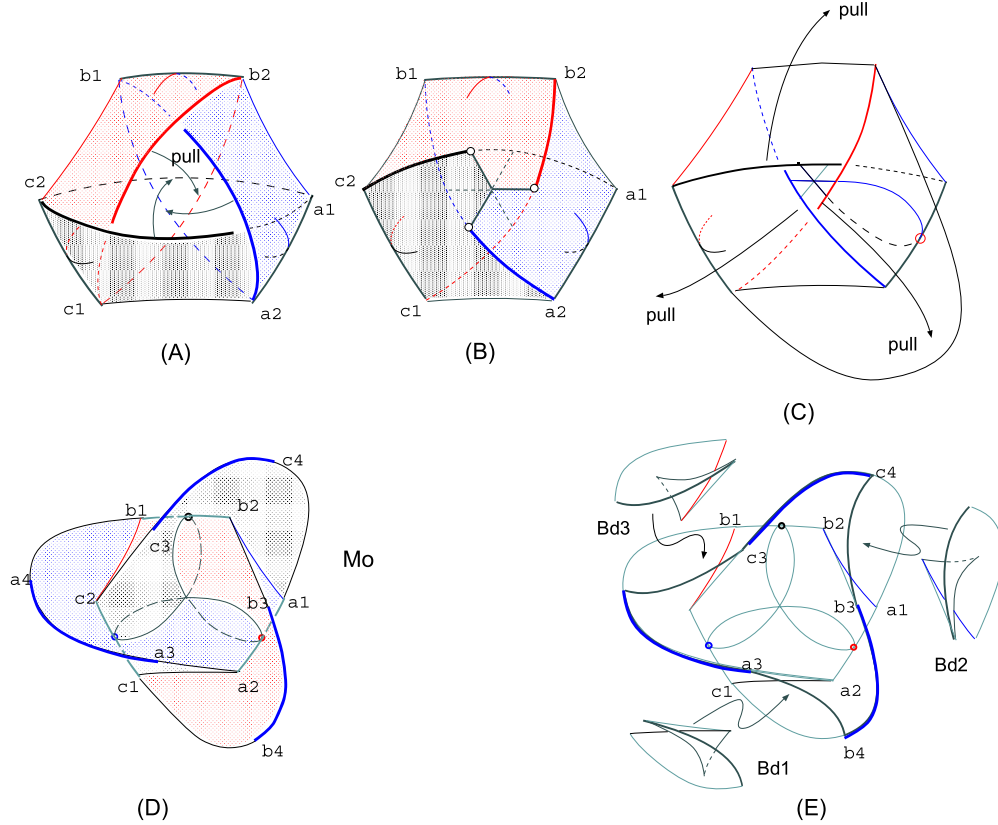 b1
b2
pull
c2
a1
c1
a2
(A)
b1
b2
c2
a1
c1
a2
(B)
pull
pull
pull
(C)
c4
b1
b2
c3
a4
c2
b3
a1
a3
c1
a2
b4
Mo
(D)
c4
Bd3
b1
b2
c3
b3
a1
Bd2
a3
c1
a2
b4
Bd1
(E)